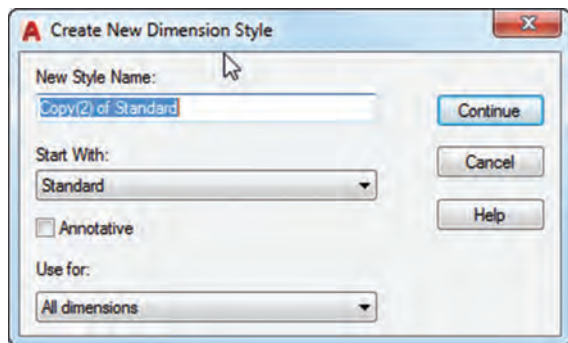 A Create New Dimension Style
New Style Name:
Copy(2) of Standard
Continue
Start With:
Cancel
Standard
Annotative
Help
Use for:
All dimensions